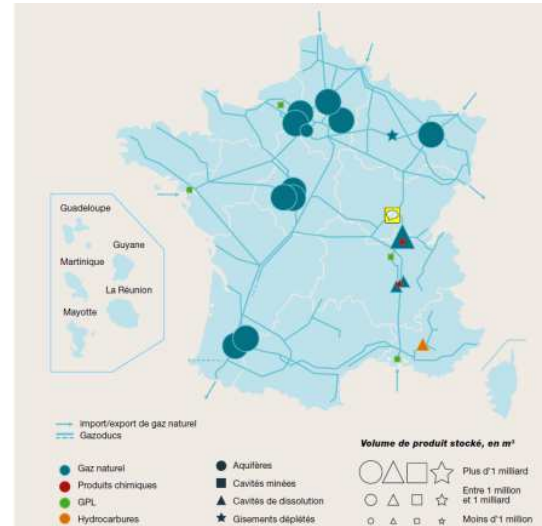 Guadeloupe
Guyane
Martinique
La Réunion
Mayotte
import/export de gaz naturel
Gazoducs
Gaz naturel
Produits chimiques
GPL
Hydrocarbures
Aquifères
Cavités minées
Cavités de dissolution
Gisements déplétés
Volume de produit stocké, en m³
Plus d'1 milliard
Entre 1 million
et 1 milliard
Moins d'1 million